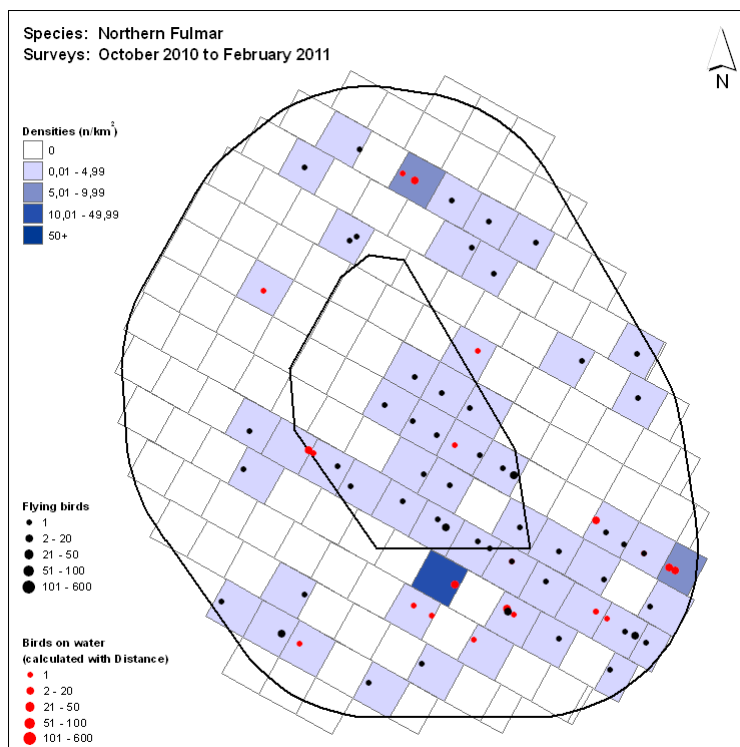 Species: Northern Fulmar
Surveys: October 2010 to February 2011
N
Densities (n/km²)
0
0,01 - 4,99
5,01 - 9,99
10,01 - 49,99
50+
Flying birds
1
2 - 20
21 - 50
51 - 100
101 - 600
Birds on water
(calculated with Distance)
1
2 - 20
21 - 50
51 - 100
101 - 600